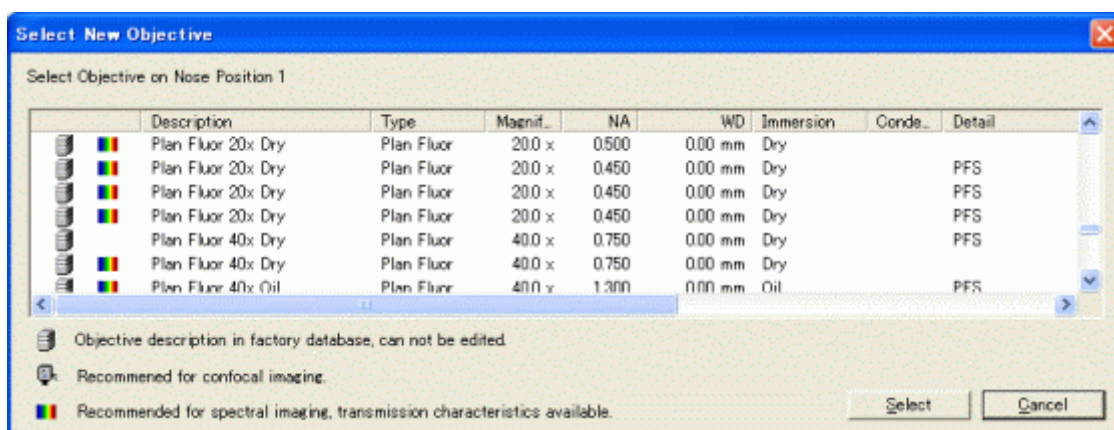 Select New Objective
Select Objective on Nose Position 1
Description Type Magnif... NA WD Immersion Conde... Detail
Plan Fluor 20x Dry Plan Fluor 20.0 x 0.500 0.00 mm Dry
Plan Fluor 20x Dry Plan Fluor 20.0 x 0.450 0.00 mm Dry PFS
Plan Fluor 20x Dry Plan Fluor 20.0 x 0.450 0.00 mm Dry PFS
Plan Fluor 20x Dry Plan Fluor 20.0 x 0.450 0.00 mm Dry PFS
Plan Fluor 40x Dry Plan Fluor 40.0 x 0.750 0.00 mm Dry PFS
Plan Fluor 40x Dry Plan Fluor 40.0 x 0.750 0.00 mm Dry
Plan Fluor 40x Oil Plan Fluor 40.0 x 1.300 0.00 mm Oil PFS
Objective description in factory database, can not be edited.
Recommened for confocal imaging.
Recommended for spectral imaging, transmission characteristics available.
Select Cancel